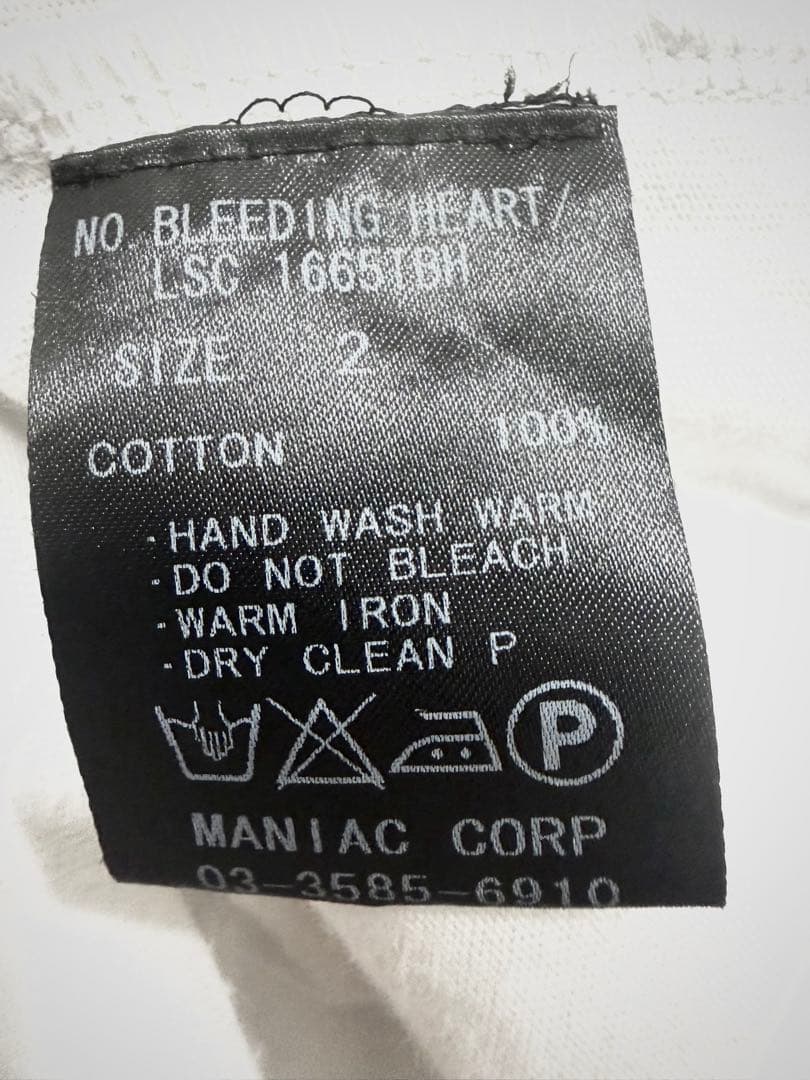 NO BLEEDING HEART/
LSC 1665TBH
SIZE 2
COTTON 100%
-HAND WASH WARM
-DO NOT BLEACH
-WARM IRON
-DRY CLEAN P
P
MANIAC CORP
03-3585-6910